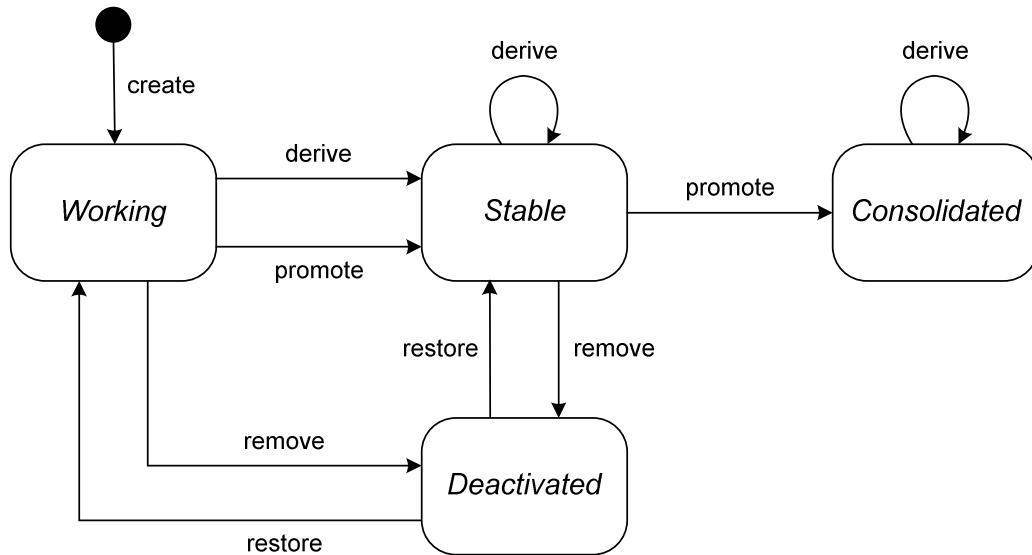 derive
derive
create
derive
promote
Working
Stable
Consolidated
promote
restore
remove
remove
Deactivated
restore